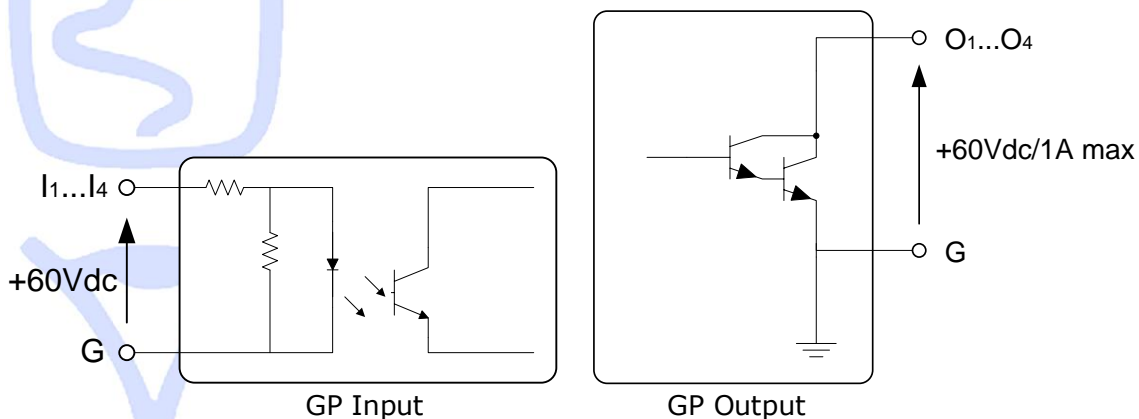 I1...I4
+60Vdc
G
GP Input
O1...O4
+60Vdc/1A max
G
GP Output